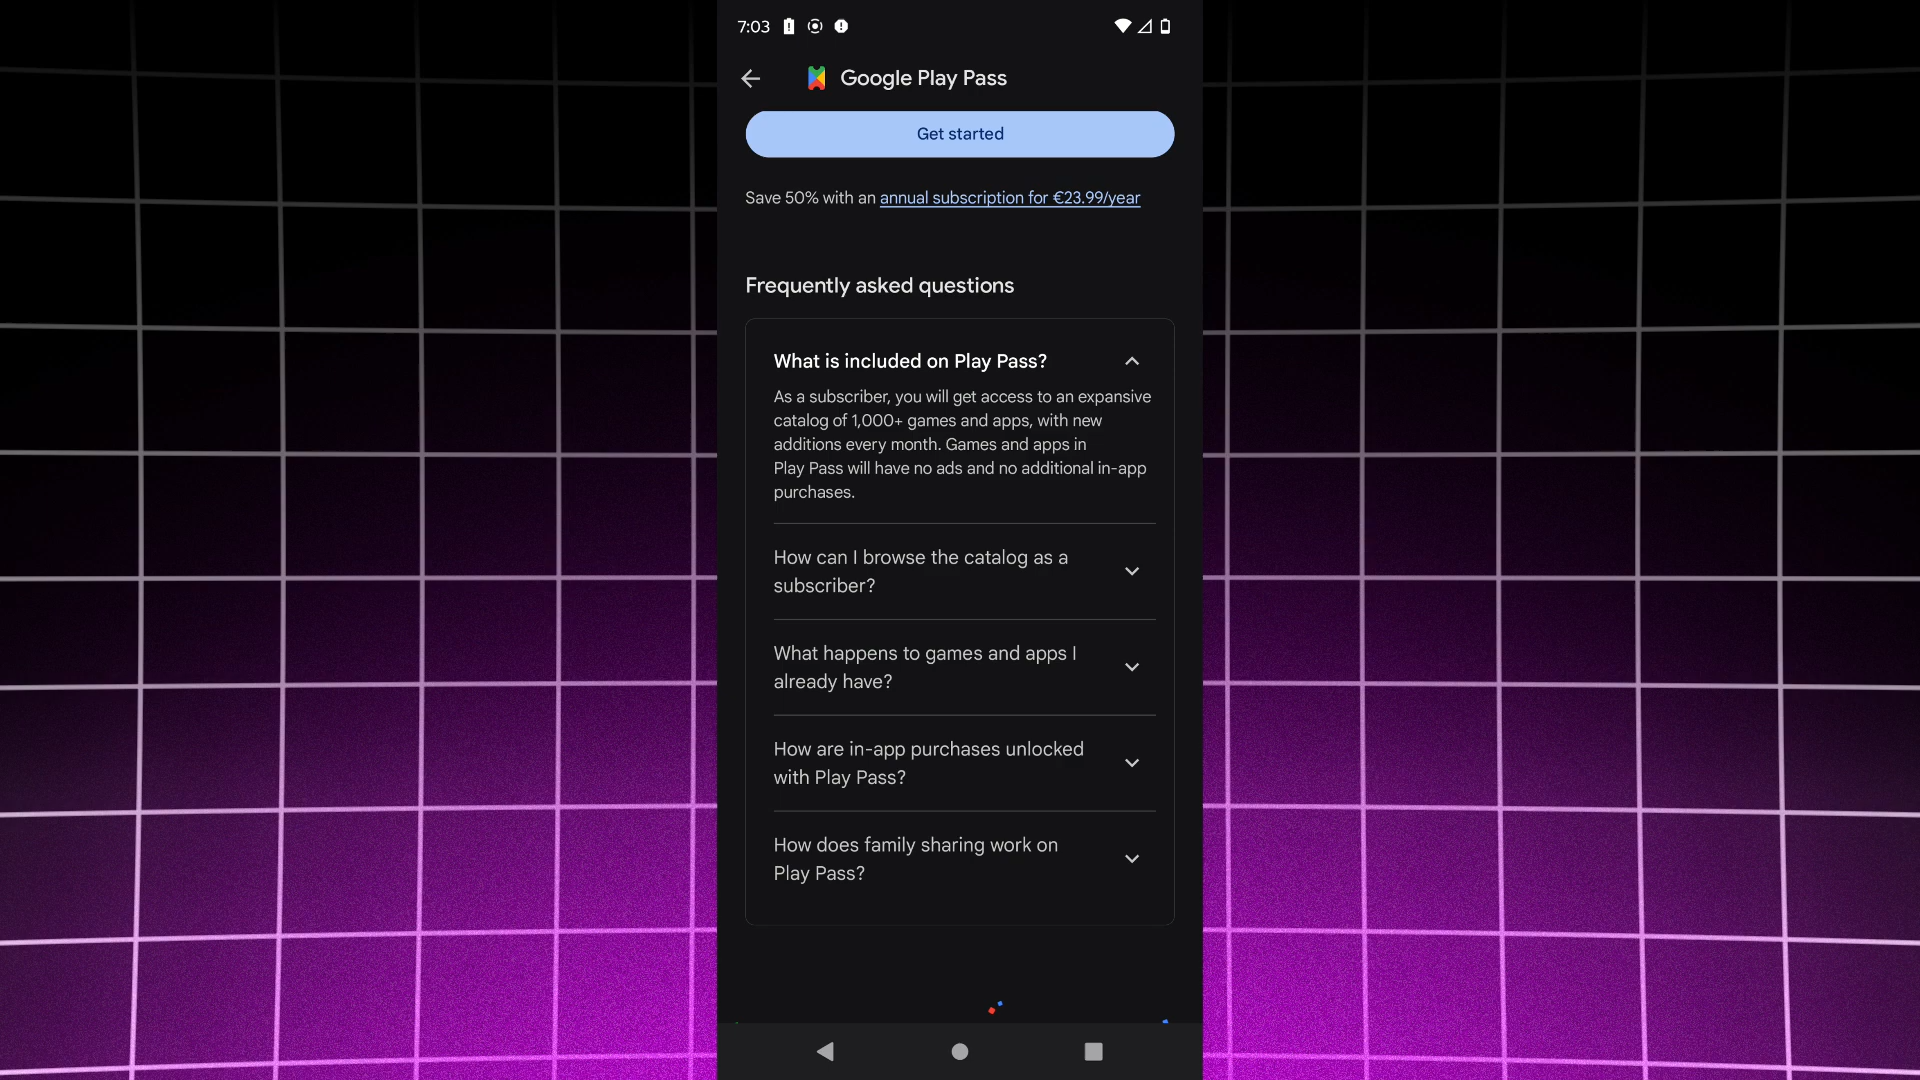 7:03
Google Play Pass
Get started
Save 50% with an annual subscription for €23.99/year
Frequently asked questions
What is included on Play Pass?
As a subscriber, you will get access to an expansive
catalog of 1,000+ games and apps, with new
additions every month. Games and apps in
Play Pass will have no ads and no additional in-app
purchases.
How can I browse the catalog as a
subscriber?
What happens to games and apps I
already have?
How are in-app purchases unlocked
with Play Pass?
How does family sharing work on
Play Pass?